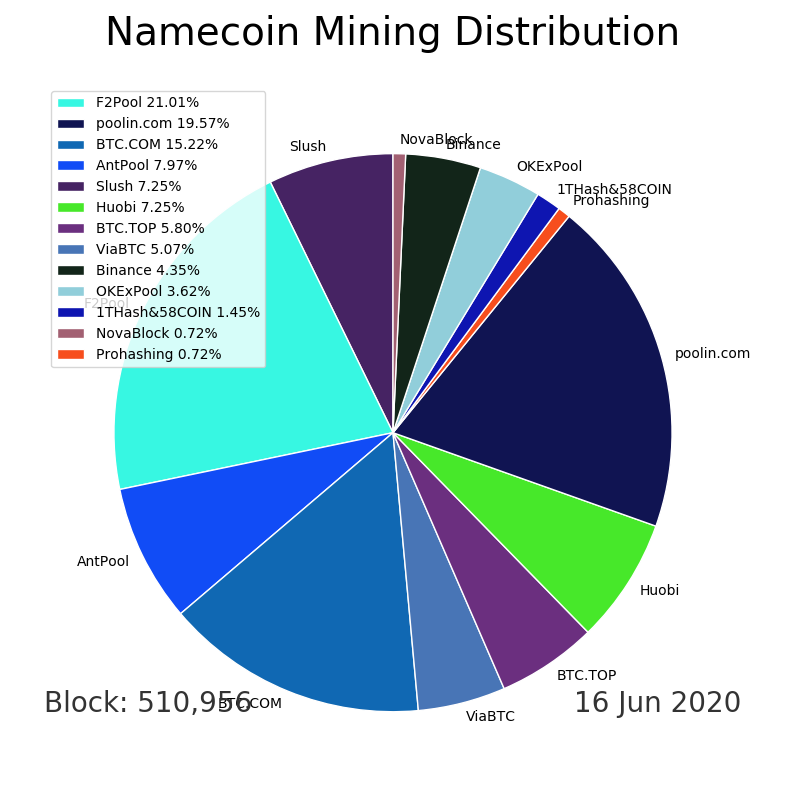 Namecoin Mining Distribution
F2Pool 21.01%
poolin.com 19.57%
BTC.COM 15.22%
AntPool 7.97%
Slush 7.25%
Huobi 7.25%
BTC.TOP 5.80%
ViaBTC 5.07%
Binance 4.35%
OKExPool 3.62%
1THash&58COIN 1.45%
NovaBlock 0.72%
Prohashing 0.72%
NovaBlock
Slush
Binance
OKExPool
1THash&58COIN
Prohashing
F2Pool
poolin.com
AntPool
Huobi
BTC.TOP
BTC.COM
ViaBTC
Block: 510,956
16 Jun 2020